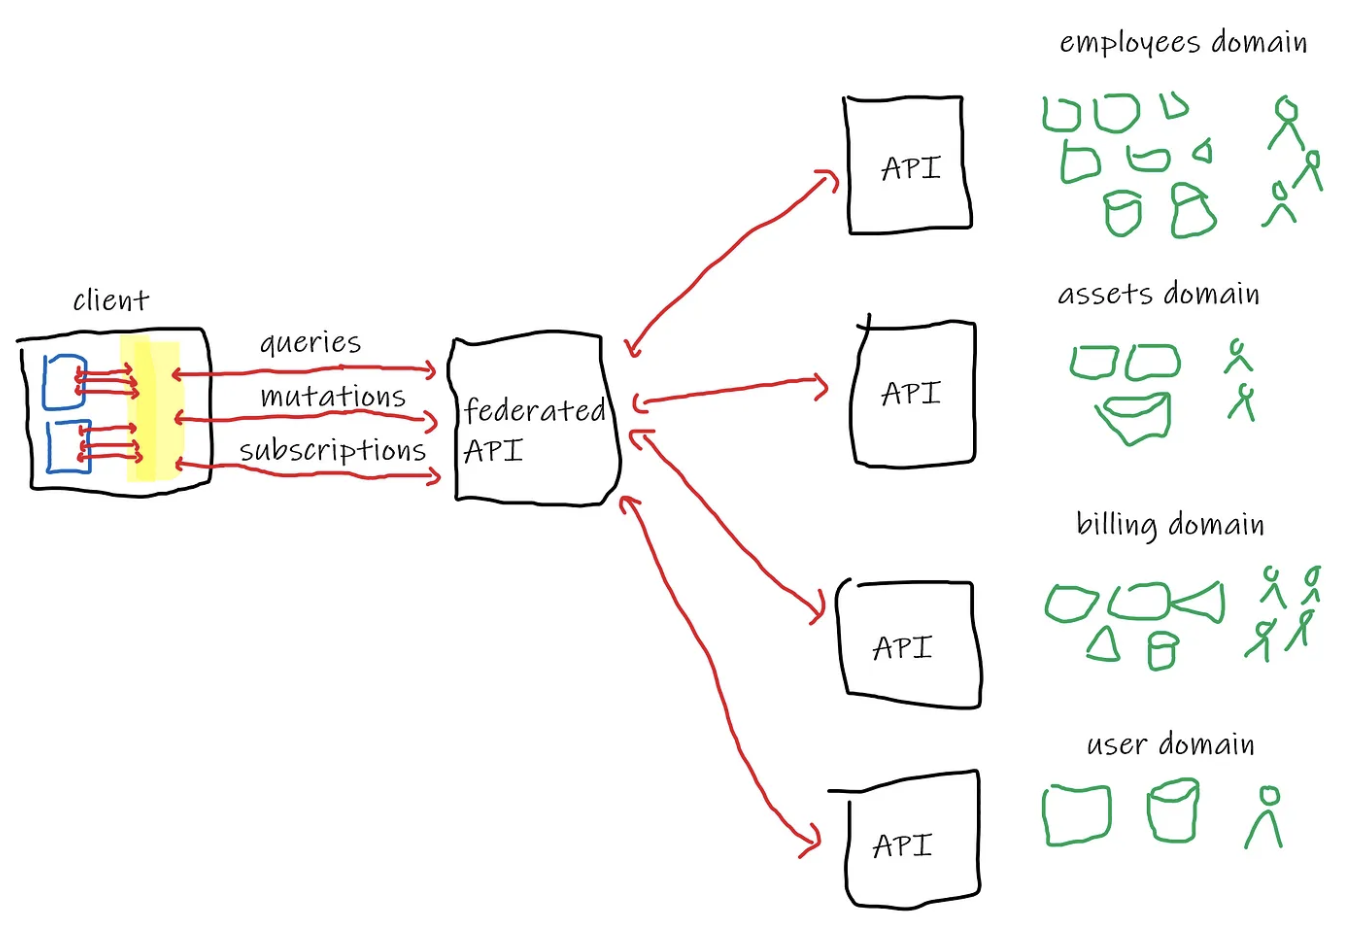 client
queries
mutations
subscriptions
federated
API
employees domain
API
assets domain
API
billing domain
API
user domain
API